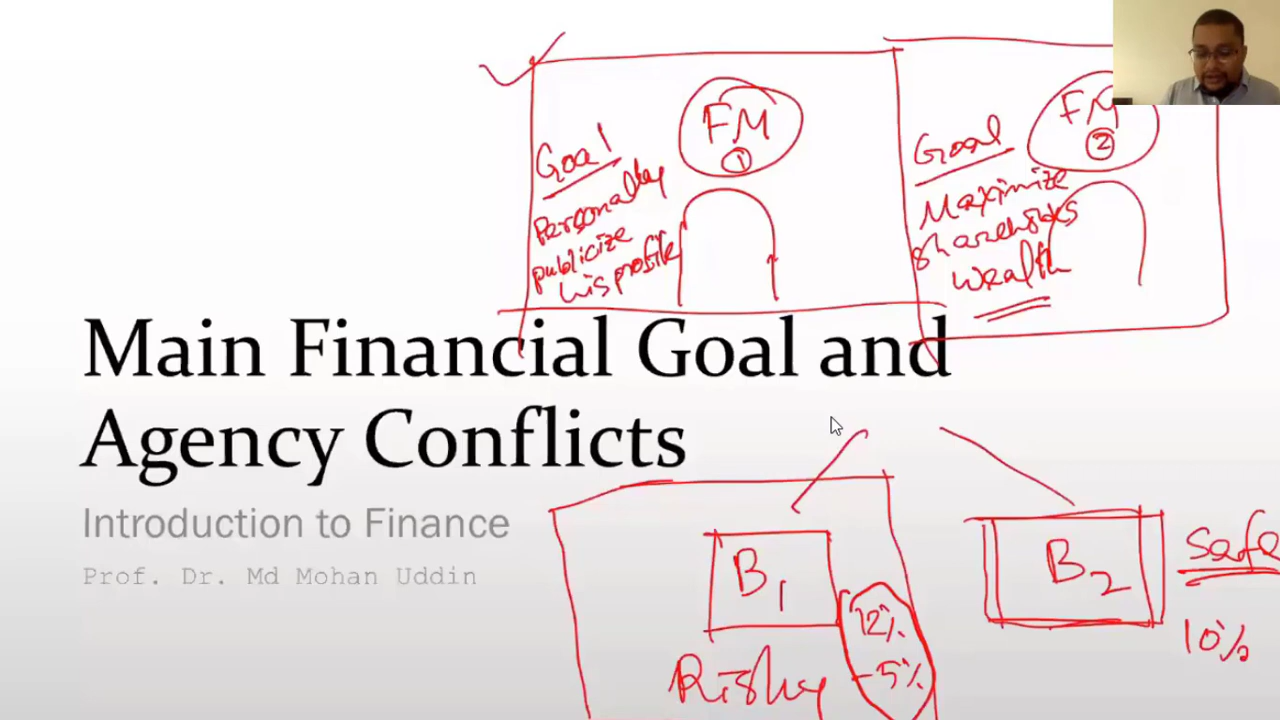 FM
1
Goal
Personally
publicize
his profile
FM
2
Goal
Maximize
shareholds
wealth
Main Financial Goal and
Agency Conflicts
Introduction to Finance
Prof. Dr. Md Mohan Uddin
B1
12%
-5%
Risky
B2
Safe
10%